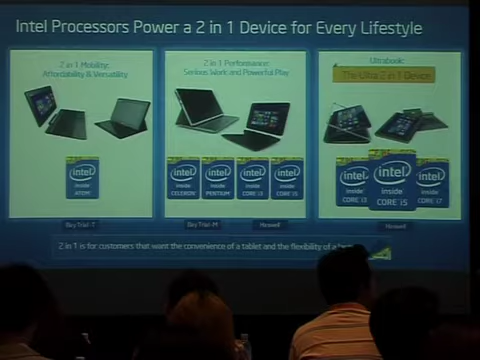 Intel Processors Power a 2 in 1 Device for Every Lifestyle
2 in 1 Mobility:
Affordability & Versatility
2 in 1 Performance:
Serious Work and Powerful Play
Ultrabook:
The Ultra 2 in 1 Device
intel
inside
ATOM
intel
inside
CELERON
intel
inside
PENTIUM
intel
inside
CORE i3
intel
inside
CORE i5
intel
inside
CORE i3
intel
inside
CORE i5
intel
inside
CORE i7
Bay Trail-T
Bay Trail-M
Haswell
Haswell
2 in 1 is for customers that want the convenience of a tablet and the flexibility of a